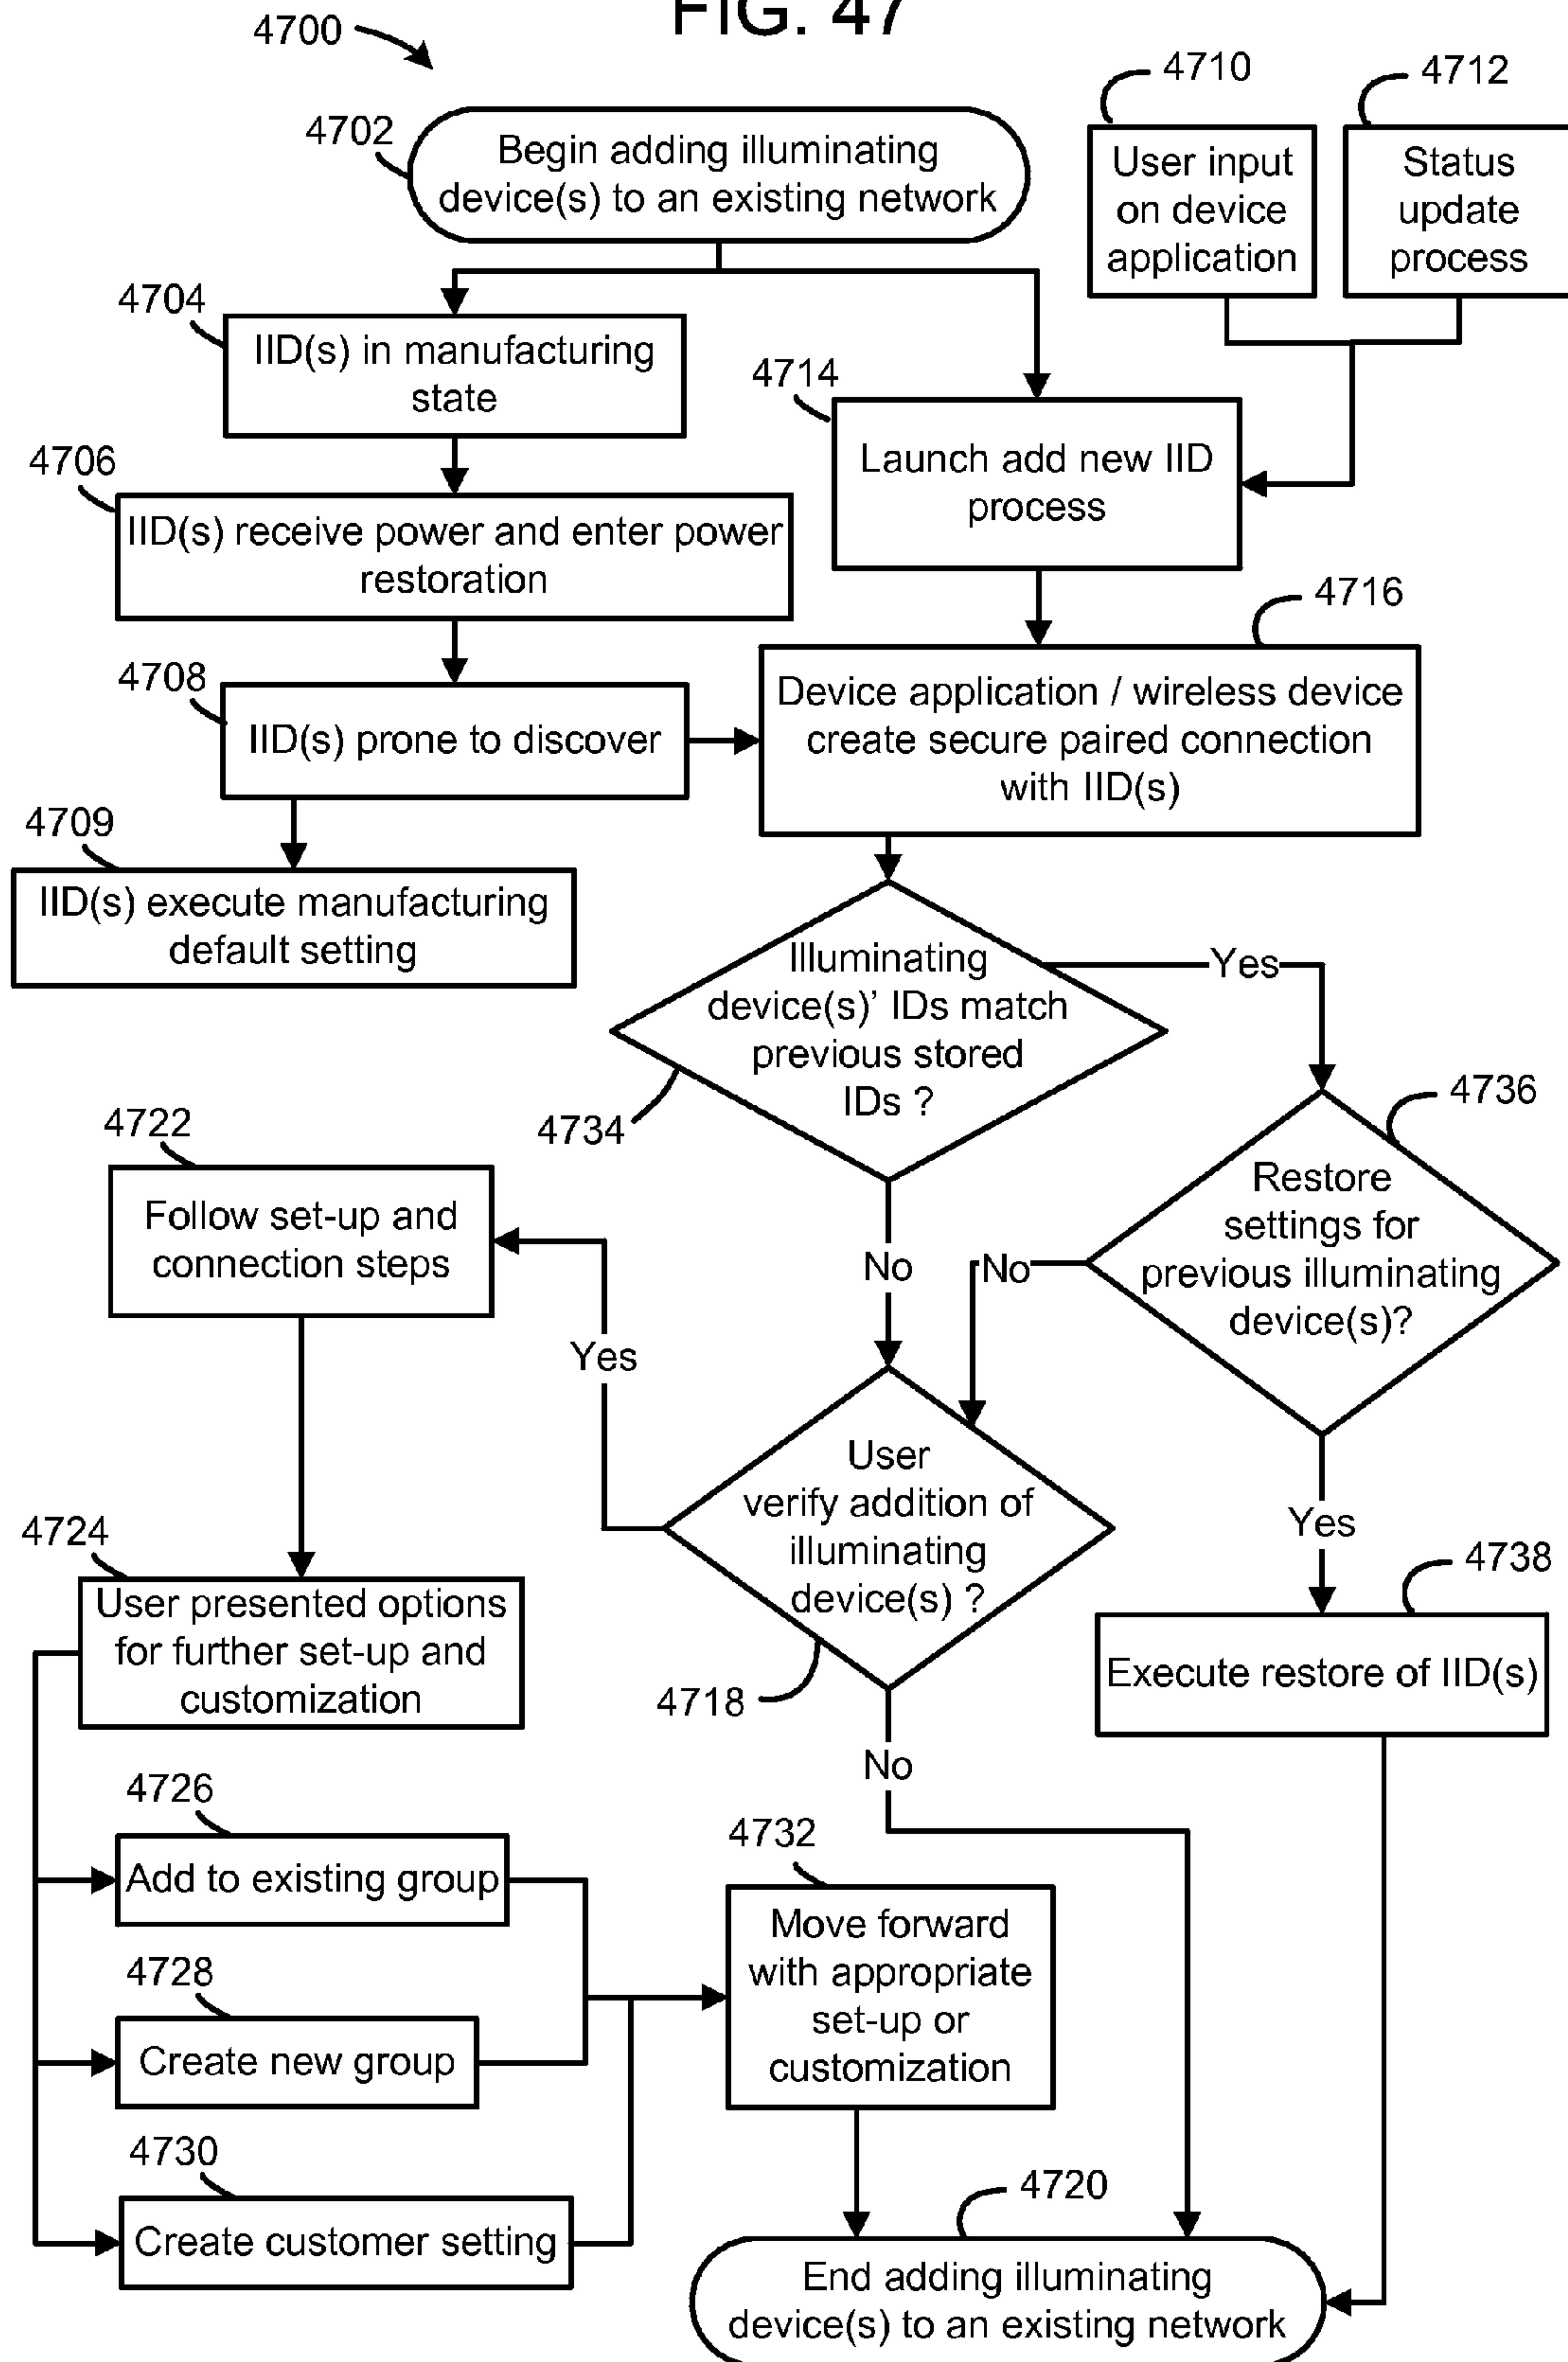 FIG. 47
4700
4710
4712
4702
Begin adding illuminating
device(s) to an existing network
User input
on device
application
Status
update
process
4704
IID(s) in manufacturing
state
4714
Launch add new IID
process
4706
IID(s) receive power and enter power
restoration
4716
4708
IID(s) prone to discover
Device application / wireless device
create secure paired connection
with IID(s)
4709
IID(s) execute manufacturing
default setting
Illuminating
device(s)' IDs match
previous stored
IDs ?
Yes
4734
4736
4722
Follow set-up and
connection steps
Restore
settings for
previous illuminating
device(s)?
No
No
Yes
User
verify addition of
illuminating
device(s) ?
Yes
4724
User presented options
for further set-up and
customization
4738
Execute restore of IID(s)
4718
No
4726
Add to existing group
4732
Move forward
with appropriate
set-up or
customization
4728
Create new group
4730
Create customer setting
4720
End adding illuminating
device(s) to an existing network